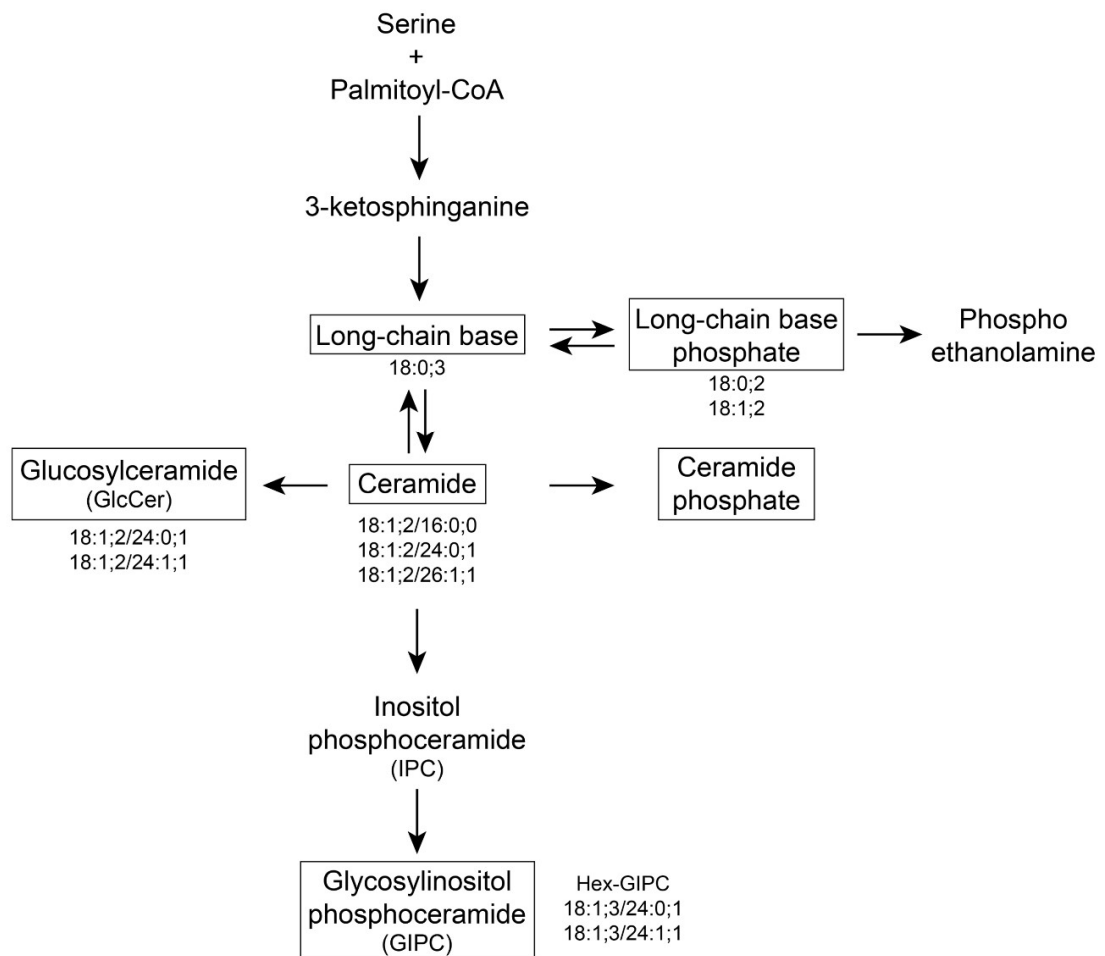 Serine
+
Palmitoyl-CoA
3-ketosphinganine
Long-chain base
18:0;3
Long-chain base
phosphate
18:0;2
18:1;2
Phospho
ethanolamine
Glucosylceramide
(GlcCer)
18:1;2/24:0;1
18:1;2/24:1;1
Ceramide
18:1;2/16:0;0
18:1:2/24:0;1
18:1;2/26:1;1
Ceramide
phosphate
Inositol
phosphoceramide
(IPC)
Glycosylinositol
phosphoceramide
(GIPC)
Hex-GIPC
18:1;3/24:0;1
18:1;3/24:1;1